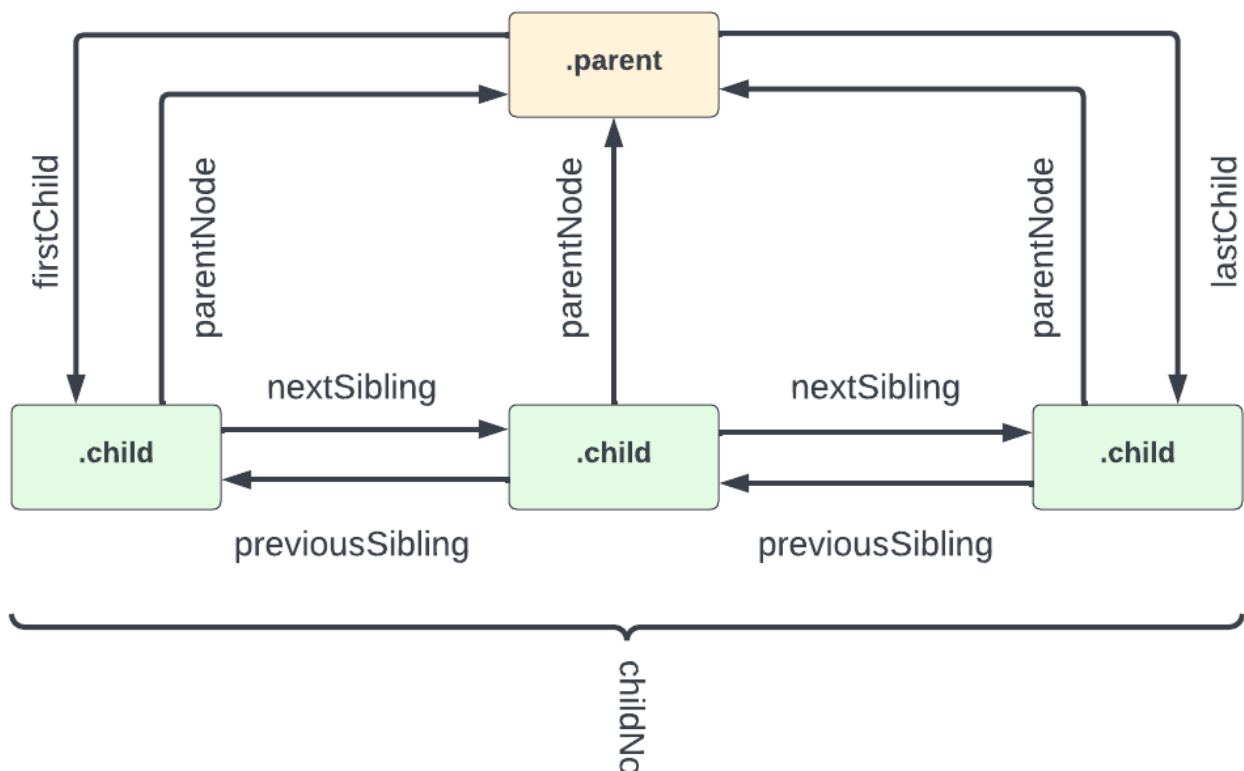 .parent
firstChild
parentNode
parentNode
parentNode
lastChild
nextSibling
nextSibling
.child
.child
.child
previousSibling
previousSibling